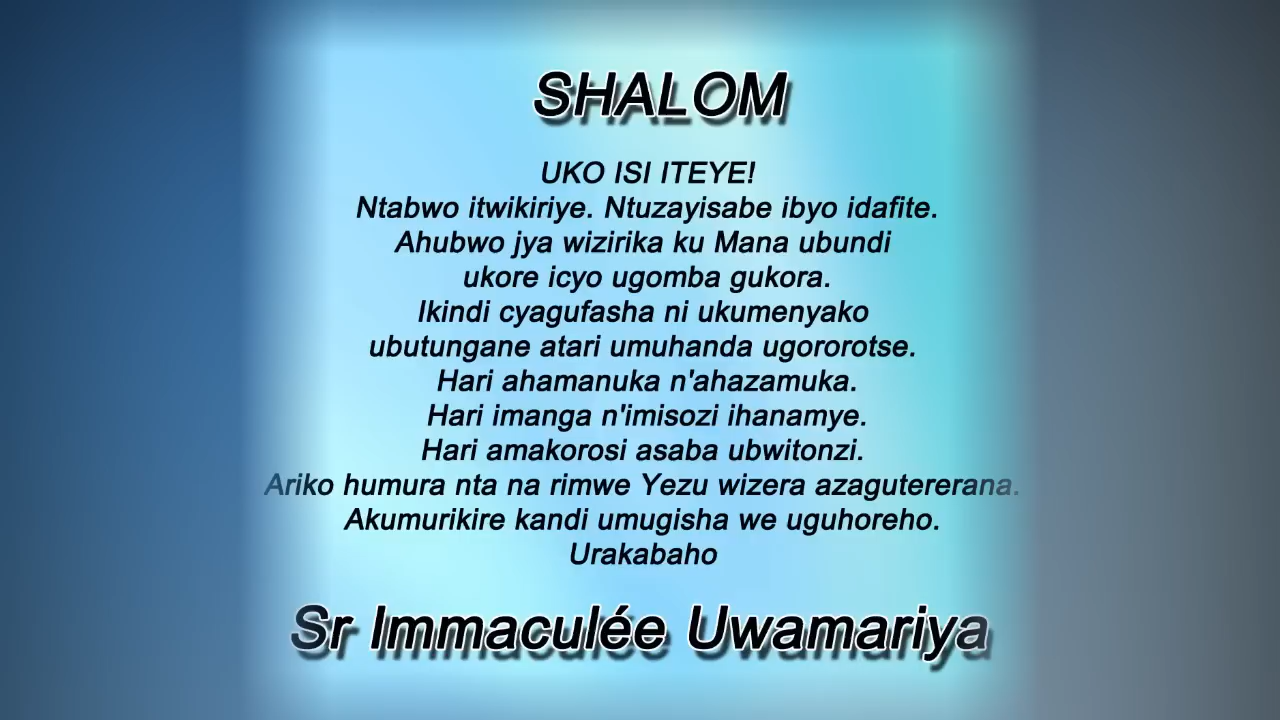 SHALOM
UKO ISI ITEYE!
Ntabwo itwikiriye. Ntuzayisabe ibyo idafite.
Ahubwo jya wizirika ku Mana ubundi
ukore icyo ugomba gukora.
Ikindi cyagufasha ni ukumenyako
ubutungane atari umuhanda ugororotse.
Hari ahamanuka n'ahazamuka.
Hari imanga n'imisozi ihanamye.
Hari amakorosi asaba ubwitonzi.
Ariko humura nta na rimwe Yezu wizera azagutererana.
Akumurikire kandi umugisha we uguhoreho.
Urakabaho
Sr Immaculée Uwamariya